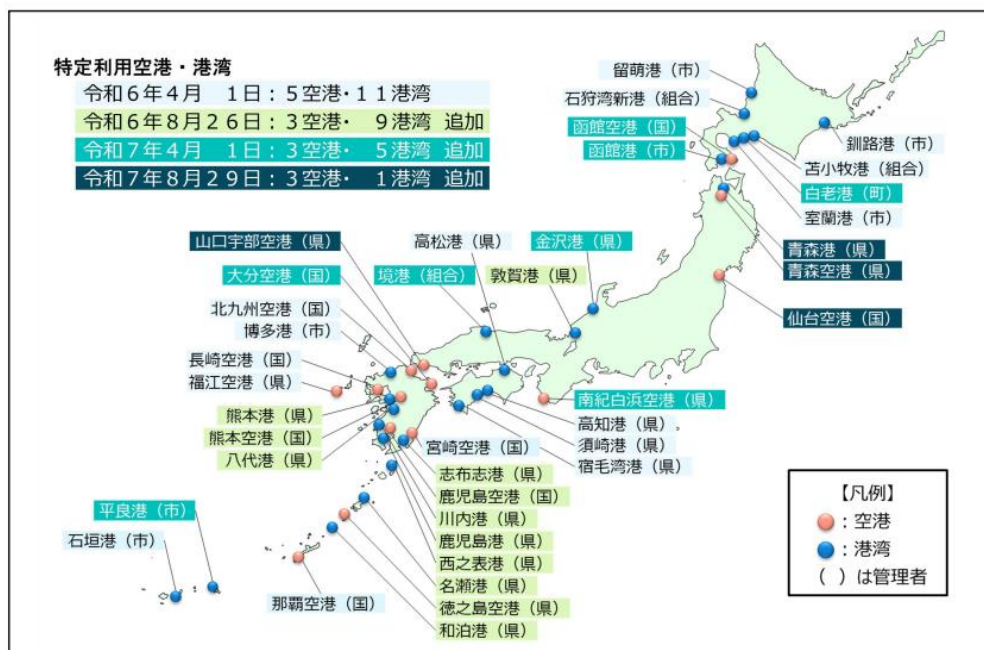 特定利用空港・港湾
令和６年４月　１日：５空港・１１港湾
令和６年８月２６日：３空港・　９港湾 追加
令和７年４月　１日：３空港・　５港湾 追加
令和７年８月２９日：３空港・　１港湾 追加
留萌港（市）
石狩湾新港（組合）
函館空港（国）
函館港（市）
釧路港（市）
苫小牧港（組合）
白老港（町）
室蘭港（市）
青森港（県）
青森空港（県）
仙台空港（国）
山口宇部空港（県）
高松港（県）
金沢港（県）
大分空港（国）
境港（組合）
敦賀港（県）
北九州空港（国）
博多港（市）
長崎空港（国）
福江空港（県）
熊本港（県）
熊本空港（国）
八代港（県）
南紀白浜空港（県）
高知港（県）
須崎港（県）
宿毛湾港（県）
宮崎空港（国）
志布志港（県）
鹿児島空港（国）
川内港（県）
鹿児島港（県）
西之表港（県）
名瀬港（県）
徳之島空港（県）
和泊港（県）
平良港（市）
石垣港（市）
那覇空港（国）
【凡例】
：空港
：港湾
（ ）は管理者